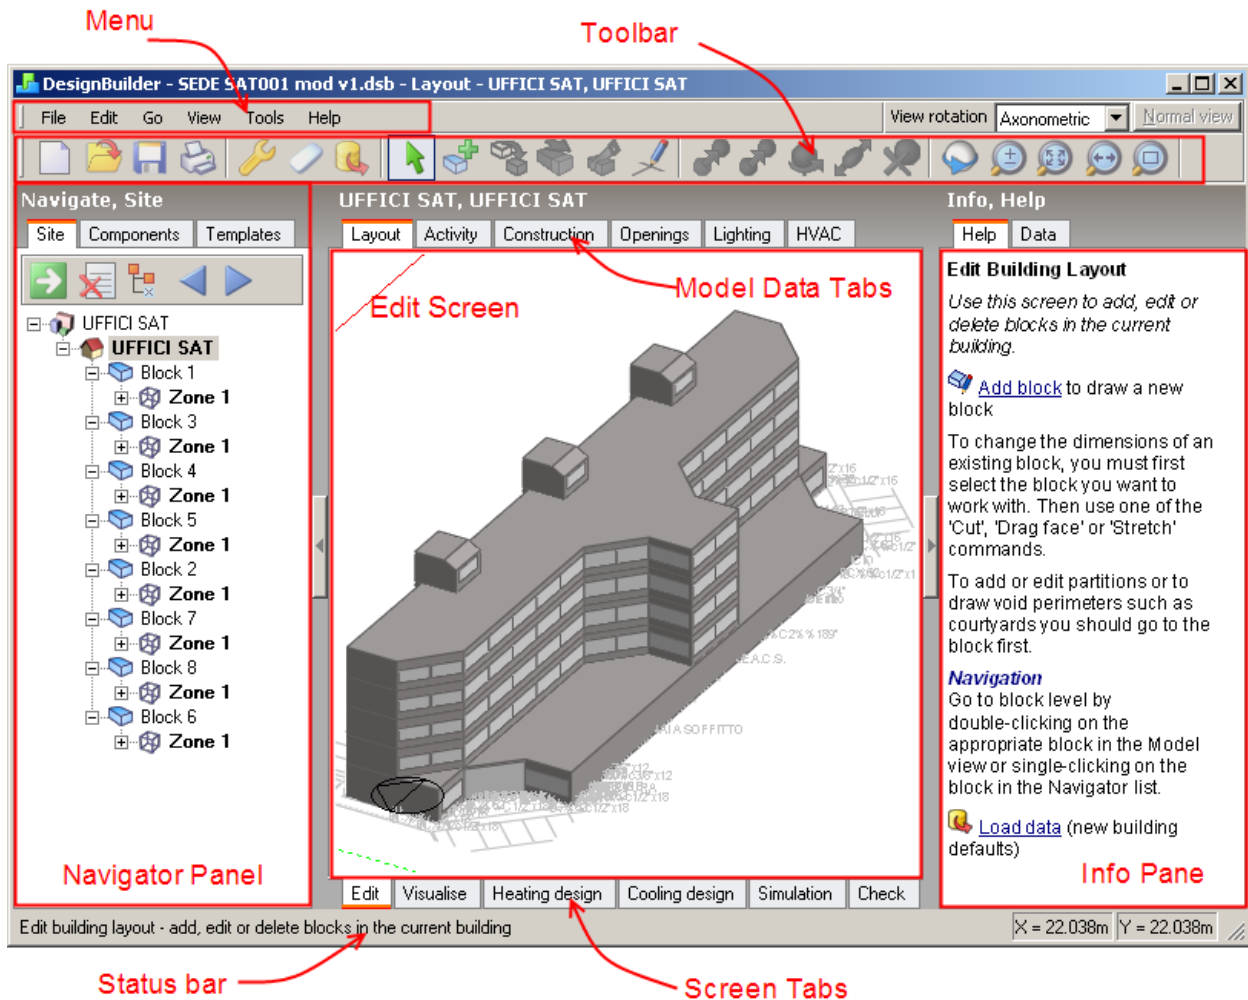 Menu
Toolbar
DesignBuilder - SEDE SAT001 mod v1.dsb - Layout - UFFICI SAT, UFFICI SAT
File Edit Go View Tools Help
View rotation Axonometric Normal view
Navigate, Site
Site Components Templates
UFFICI SAT
UFFICI SAT
Block 1
Zone 1
Block 3
Zone 1
Block 4
Zone 1
Block 5
Zone 1
Block 2
Zone 1
Block 7
Zone 1
Block 8
Zone 1
Block 6
Zone 1
Navigator Panel
UFFICI SAT, UFFICI SAT
Layout Activity Construction Openings Lighting HVAC
Edit Screen
Model Data Tabs
E.A.C.S.
SOFFITTO
Edit Visualise Heating design Cooling design Simulation Check
Info, Help
Help Data
Edit Building Layout
Use this screen to add, edit or
delete blocks in the current
building.
Add block to draw a new
block
To change the dimensions of an
existing block, you must first
select the block you want to
work with. Then use one of the
'Cut', 'Drag face' or 'Stretch'
commands.
To add or edit partitions or to
draw void perimeters such as
courtyards you should go to the
block first.
Navigation
Go to block level by
double-clicking on the
appropriate block in the Model
view or single-clicking on the
block in the Navigator list.
Load data (new building
defaults)
Info Pane
Edit building layout - add, edit or delete blocks in the current building
X = 22.038m Y = 22.038m
Status bar
Screen Tabs